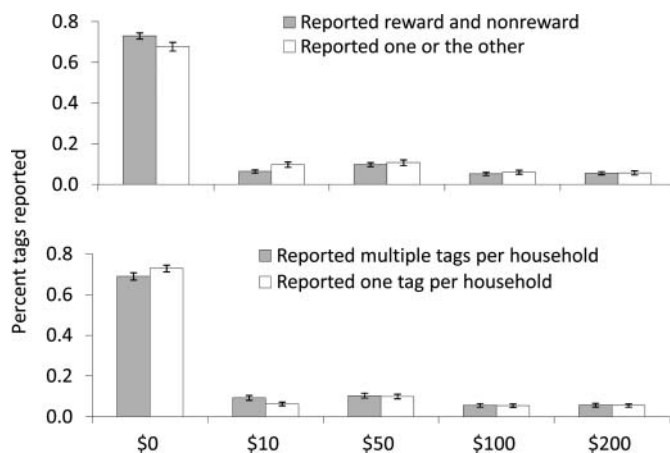 0.8
Reported reward and nonreward
Reported one or the other
0.6
0.4
0.2
0.0
Percent tags reported
0.8
Reported multiple tags per household
Reported one tag per household
0.6
0.4
0.2
0.0
$0 $10 $50 $100 $200